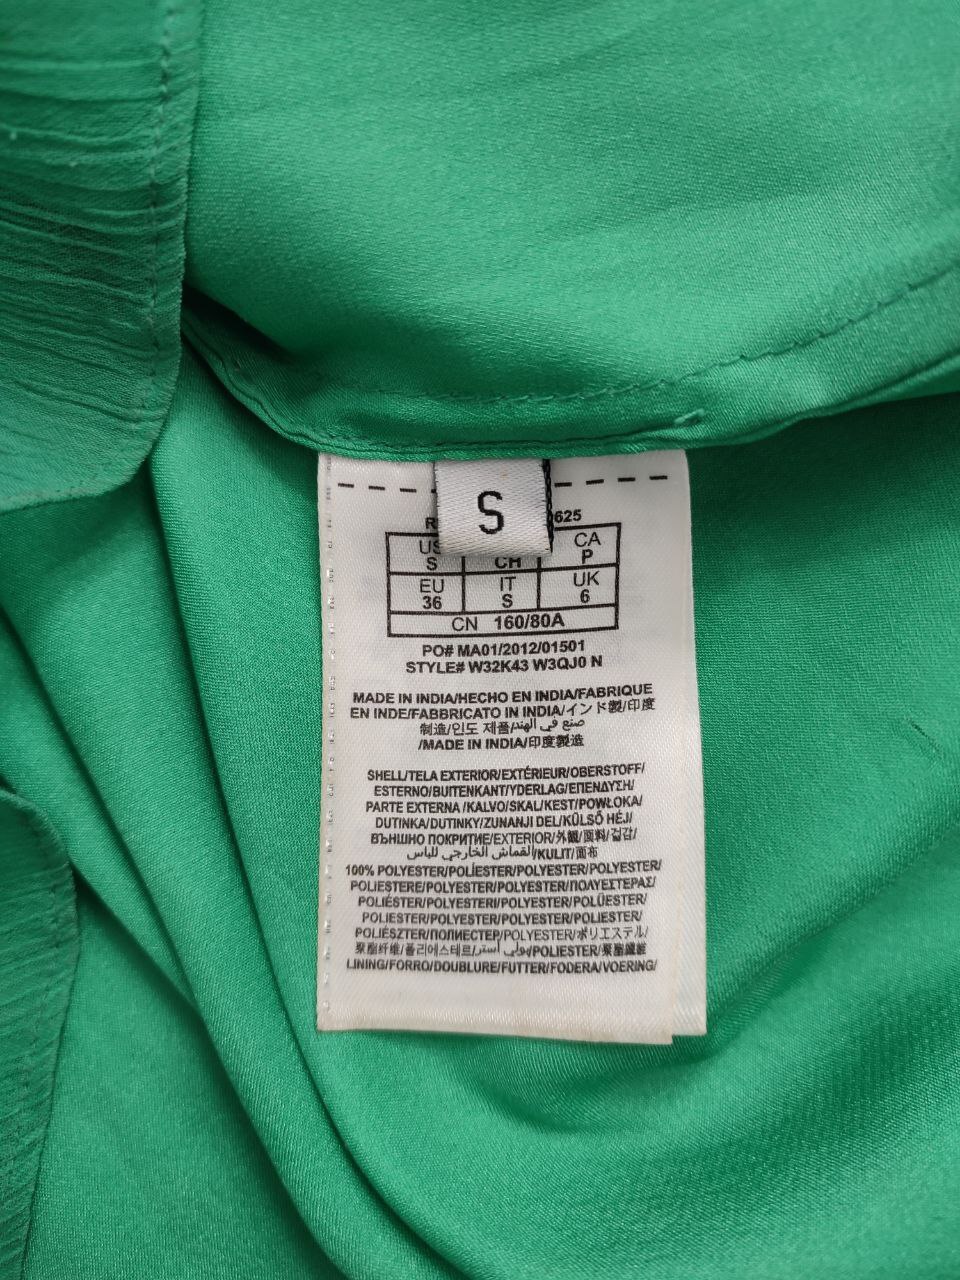 S
625
US CA
S CH P
EU IT UK
36 S 6
CN 160/80A
PO# MA01/2012/01501
STYLE# W32K43 W3QJ0 N
MADE IN INDIA/HECHO EN INDIA/FABRIQUE
EN INDE/FABBRICATO IN INDIA/インド製/印度
制造/인도 제품/صنع في الهند
/MADE IN INDIA/印度製造
SHELL/TELA EXTERIOR/EXTÉRIEUR/OBERSTOFF/
ESTERNO/BUITENKANT/YDERLAG/ΕΠΕΝΔΥΣΗ/
PARTE EXTERNA /KALVO/SKAL/KEST/POWŁOKA/
DUTINKA/DUTINKY/ZUNANJI DEL/KÜLSŐ HÉJ/
ВЪНШНО ПОКРИТИЕ/EXTERIOR/外観/面料/겉감/
القماش الخارجي للباس/KULIT/面布
100% POLYESTER/POLIÉSTER/POLYESTER/POLYESTER/
POLIESTERE/POLYESTER/POLYESTER/ΠΟΛΥΕΣΤΕΡΑΣ/
POLIÉSTER/POLYESTERI/POLYESTER/POLÜESTER/
POLIESTER/POLYESTER/POLYESTER/POLIESTER/
POLIÉSZTER/ПОЛИЕСТЕР/POLYESTER/ポリエステル/
聚酯纤维/폴리에스테르/بولي استر/POLIESTER/聚酯纖維
LINING/FORRO/DOUBLURE/FUTTER/FODERA/VOERING/